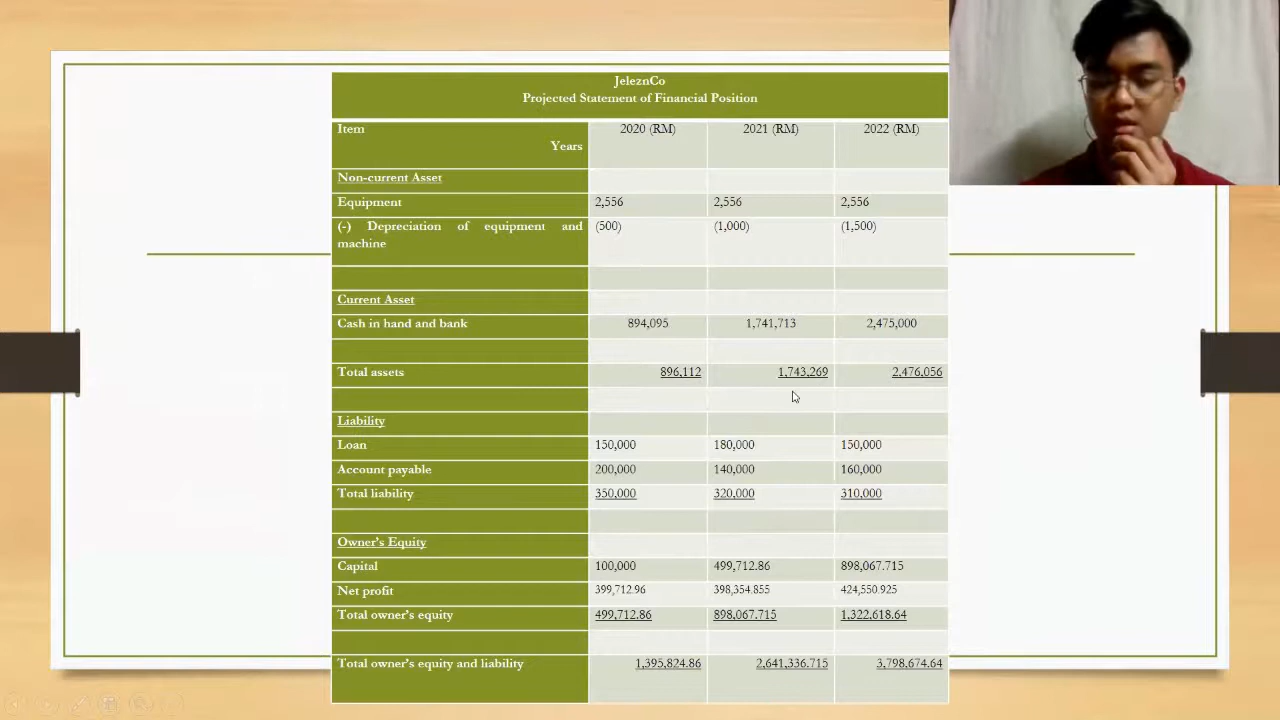 JeleznCo
Projected Statement of Financial Position
Item 2020 (RM) 2021 (RM) 2022 (RM)
Years
Non-current Asset
Equipment 2,556 2,556 2,556
(-) Depreciation of equipment and (500) (1,000) (1,500)
machine
Current Asset
Cash in hand and bank 894,095 1,741,713 2,475,000
Total assets 896,112 1,743,269 2.476,056
Liability
Loan 150,000 180,000 150,000
Account payable 200,000 140,000 160,000
Total liability 350,000 320,000 310,000
Owner's Equity
Capital 100,000 499,712.86 898,067.715
Net profit 399,712.96 398,354.855 424,550.925
Total owner's equity 499,712.86 898,067.715 1,322,618.64
Total owner's equity and liability 1,395,824.86 2,641,336.715 3,798,674.64